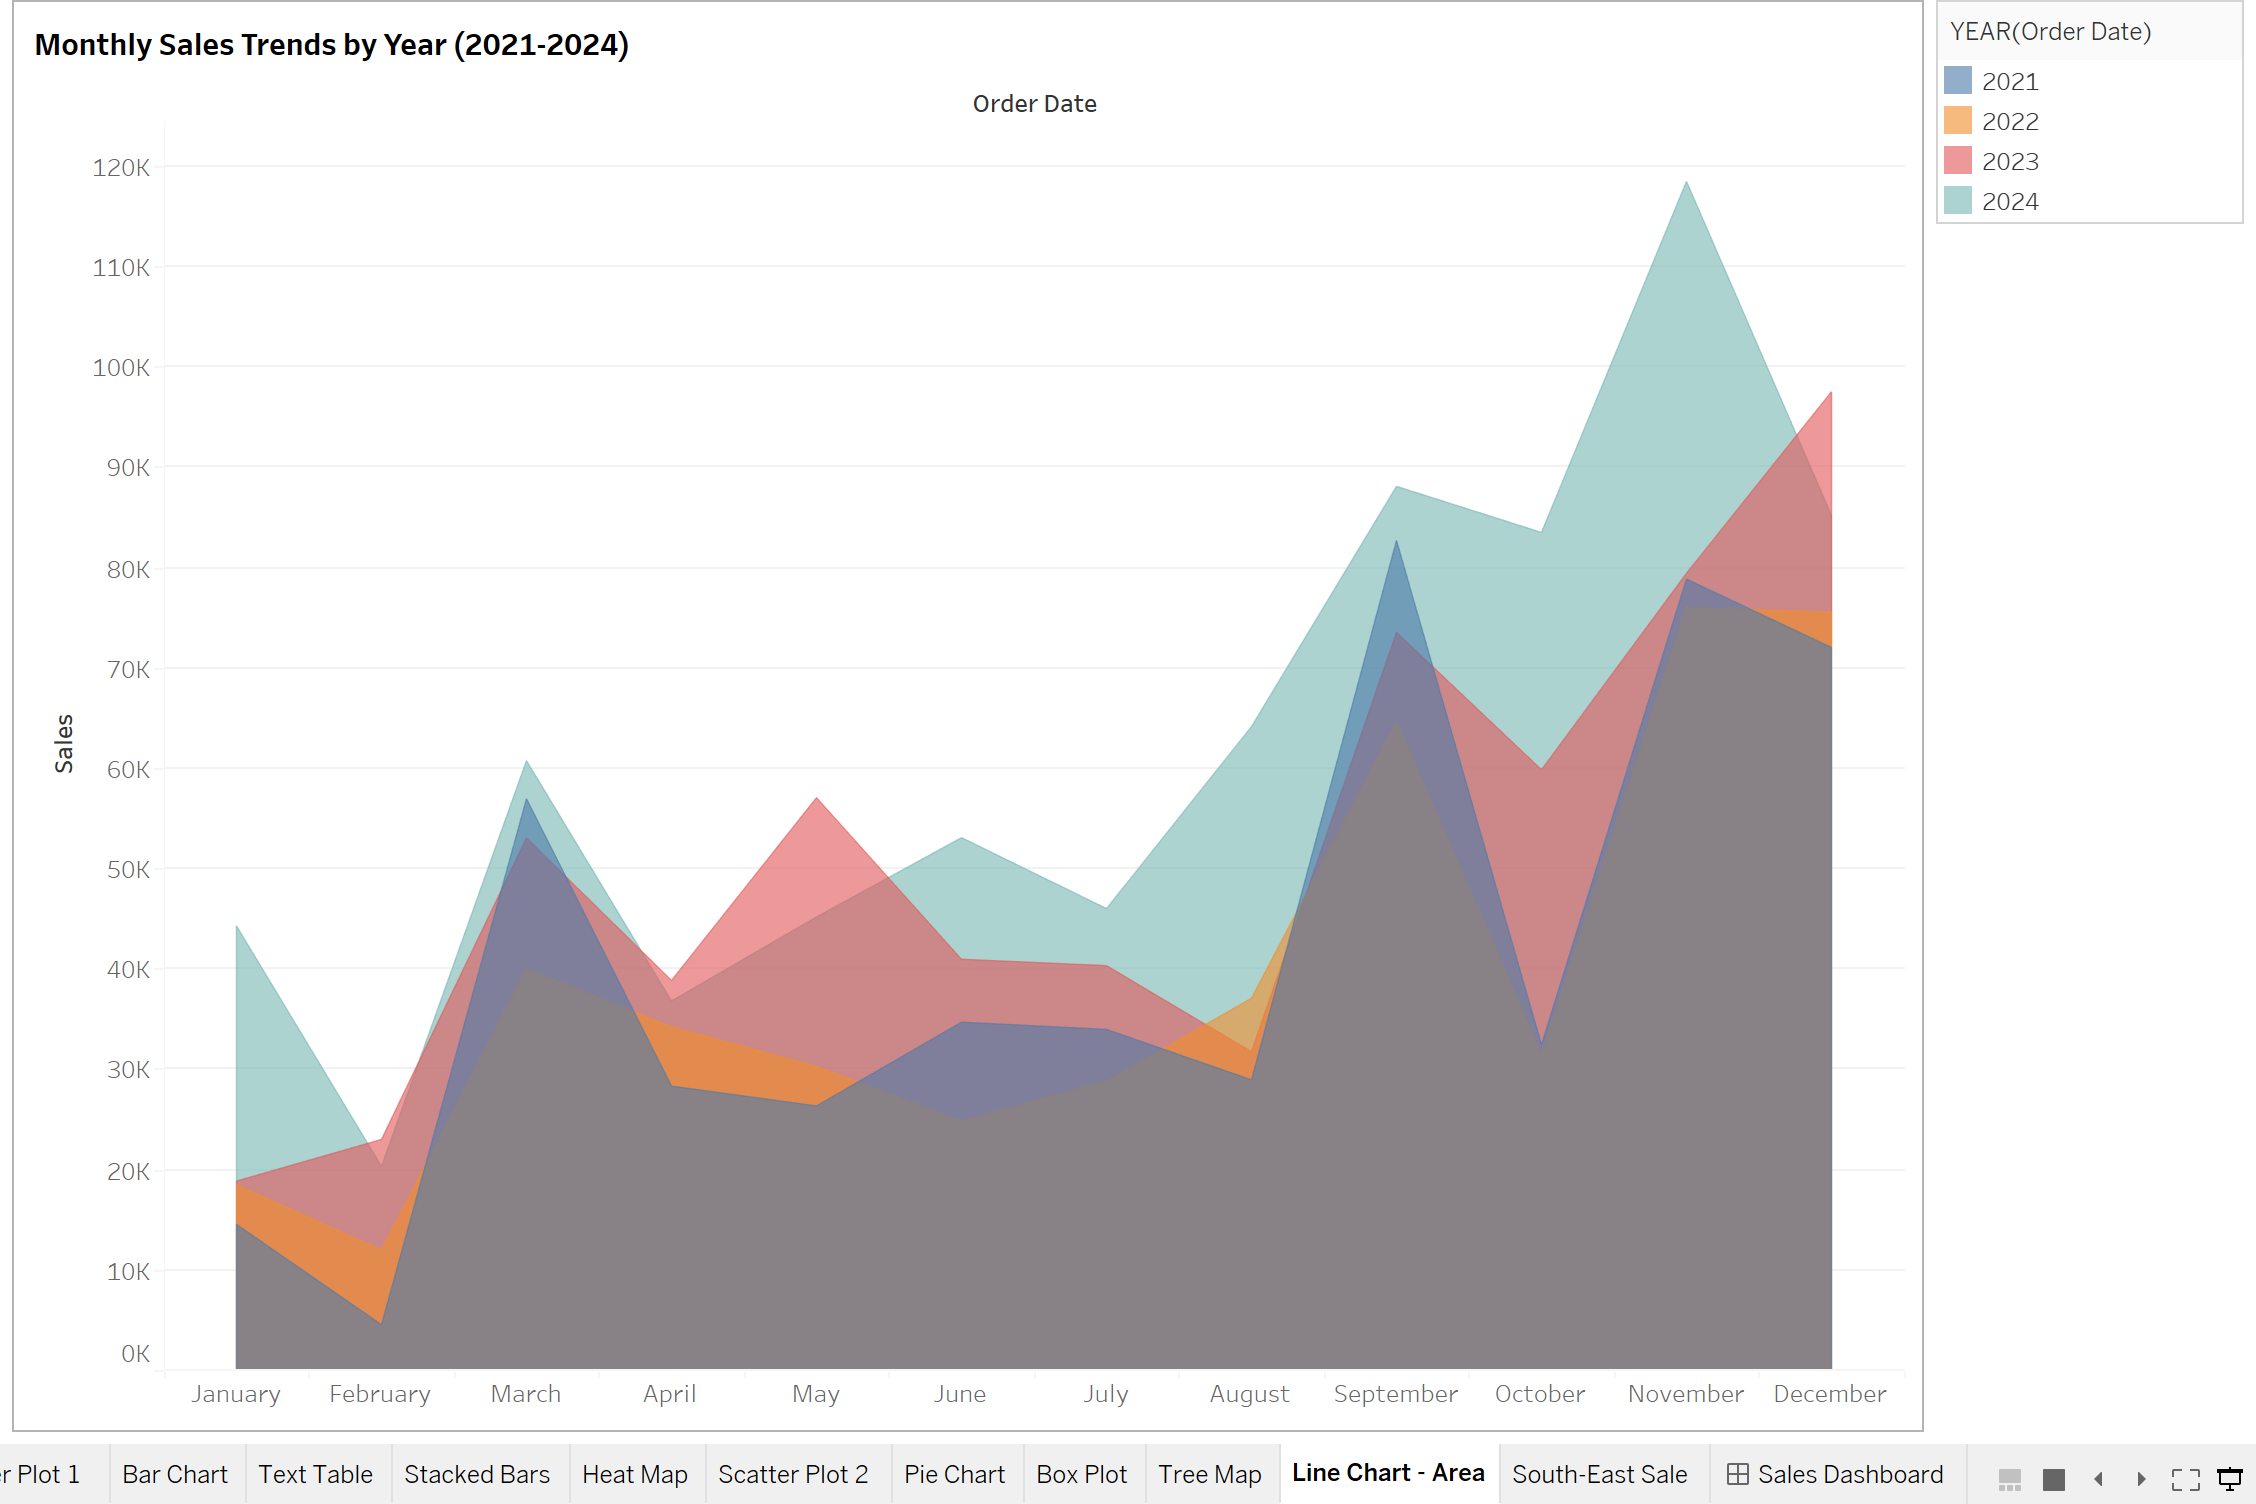 Monthly Sales Trends by Year (2021-2024)
Order Date
YEAR(Order Date)
2021
2022
2023
2024
120K
110K
100K
90K
80K
70K
60K
50K
40K
30K
20K
10K
0K
Sales
January February March April May June July August September October November December
r Plot 1 Bar Chart Text Table Stacked Bars Heat Map Scatter Plot 2 Pie Chart Box Plot Tree Map Line Chart - Area South-East Sale Sales Dashboard